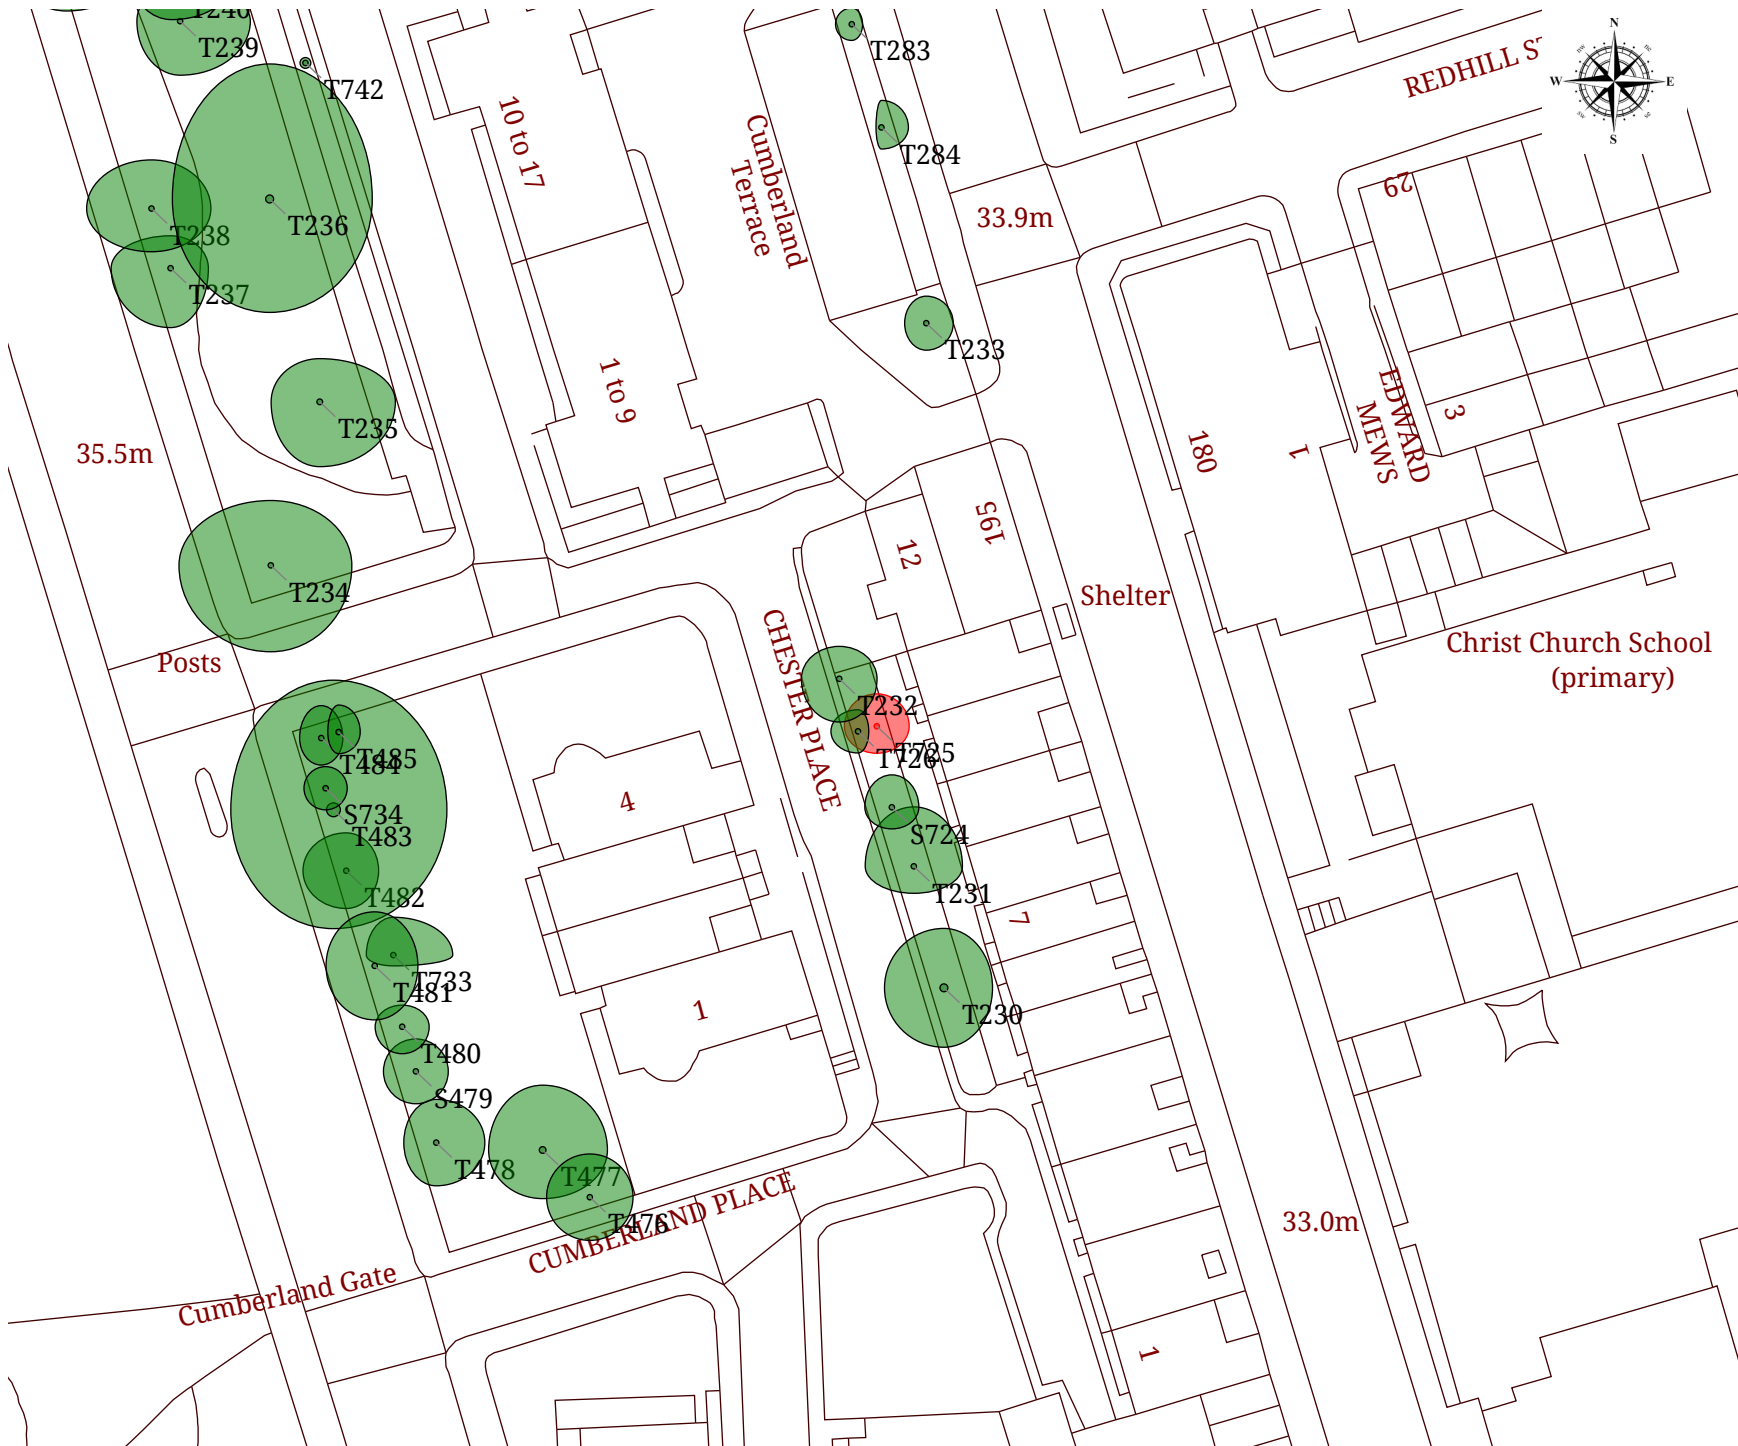 T240
T239
T742
T283
REDHILL ST
N
W
E
S
10 to 17
Cumberland
Terrace
T284
29
T238
T236
33.9m
T237
T233
1 to 9
EDWARD
MEWS
3
T235
35.5m
180
1
195
12
T234
Shelter
Christ Church School
(primary)
Posts
CHESTER PLACE
T232
T725
T726
T485
T484
4
S734
T483
S724
T482
T231
7
T733
T481
T230
1
T480
S479
T478
T477
T476
CUMBERLAND PLACE
33.0m
Cumberland Gate
1